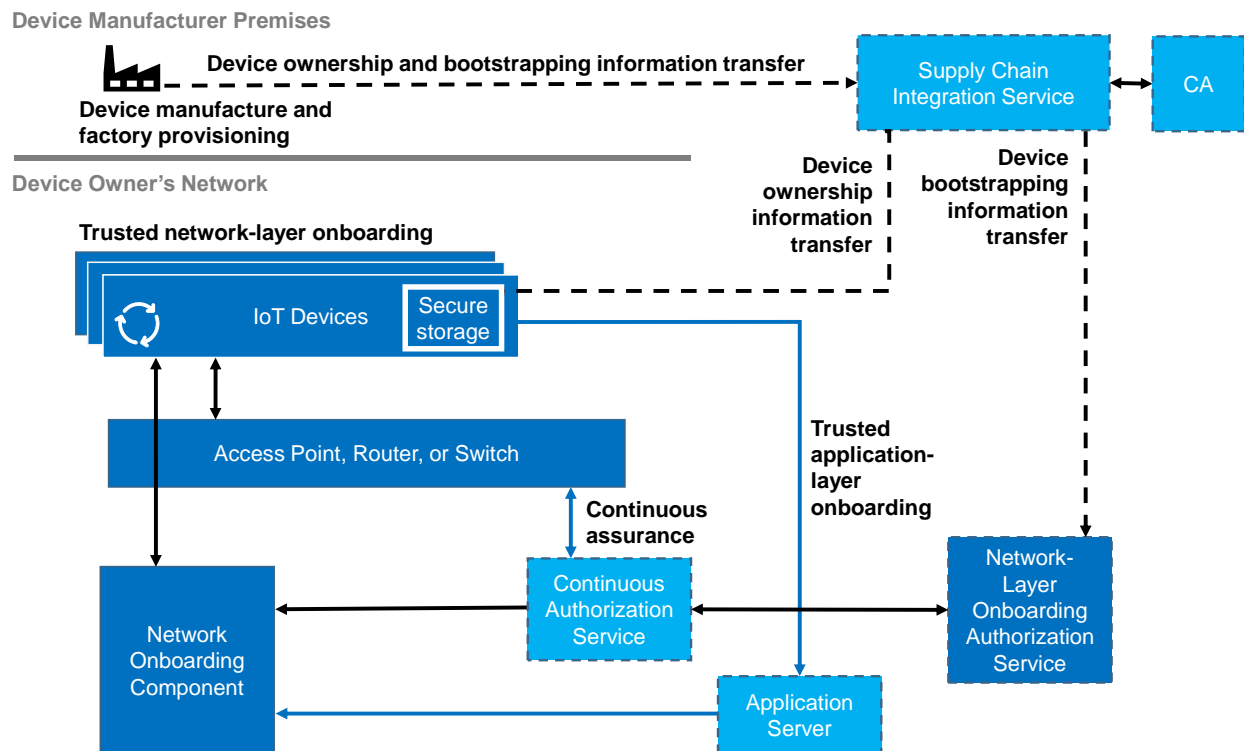 Device Manufacturer Premises
Device ownership and bootstrapping information transfer
Device manufacture and
factory provisioning
Supply Chain
Integration Service
CA
Device Owner’s Network
Device
ownership
information
transfer
Device
bootstrapping
information
transfer
Trusted network-layer onboarding
IoT Devices
Secure
storage
Access Point, Router, or Switch
Trusted
application-
layer
onboarding
Continuous
assurance
Network
Onboarding
Component
Continuous
Authorization
Service
Network-
Layer
Onboarding
Authorization
Service
Application
Server